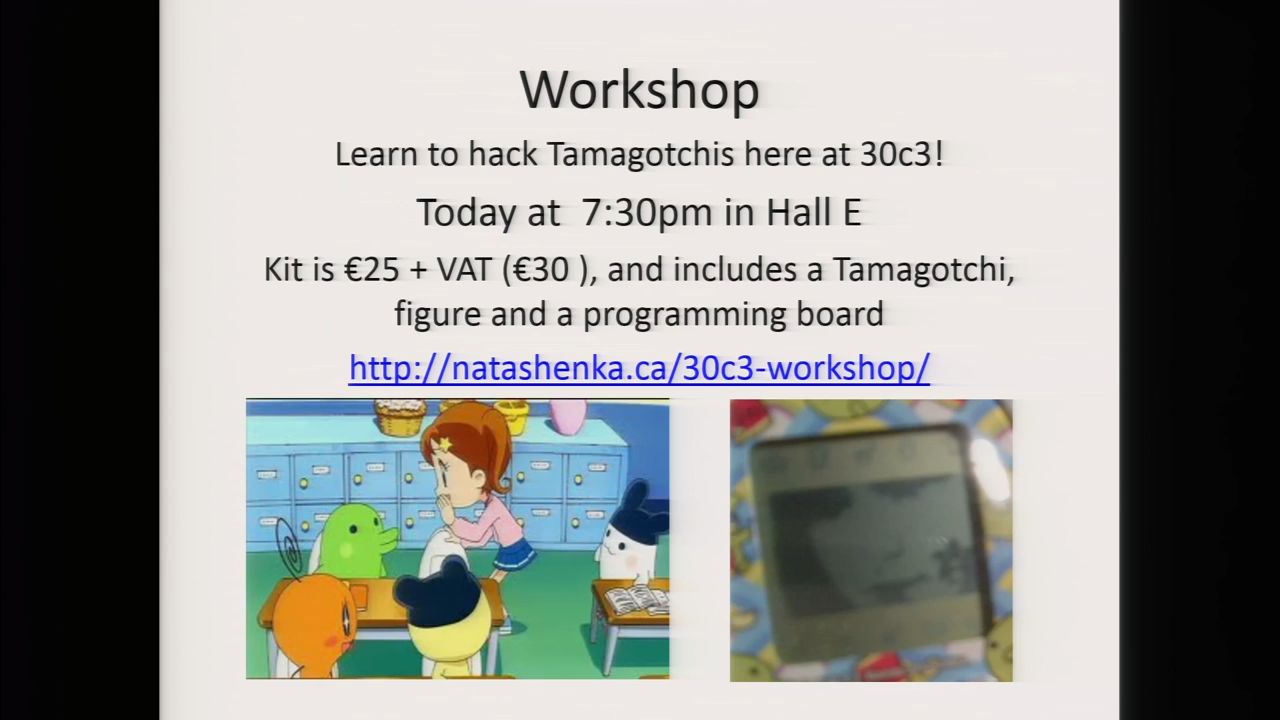 Workshop
Learn to hack Tamagotchis here at 30c3!
Today at  7:30pm in Hall E
Kit is €25 + VAT (€30 ), and includes a Tamagotchi,
figure and a programming board
http://natashenka.ca/30c3-workshop/